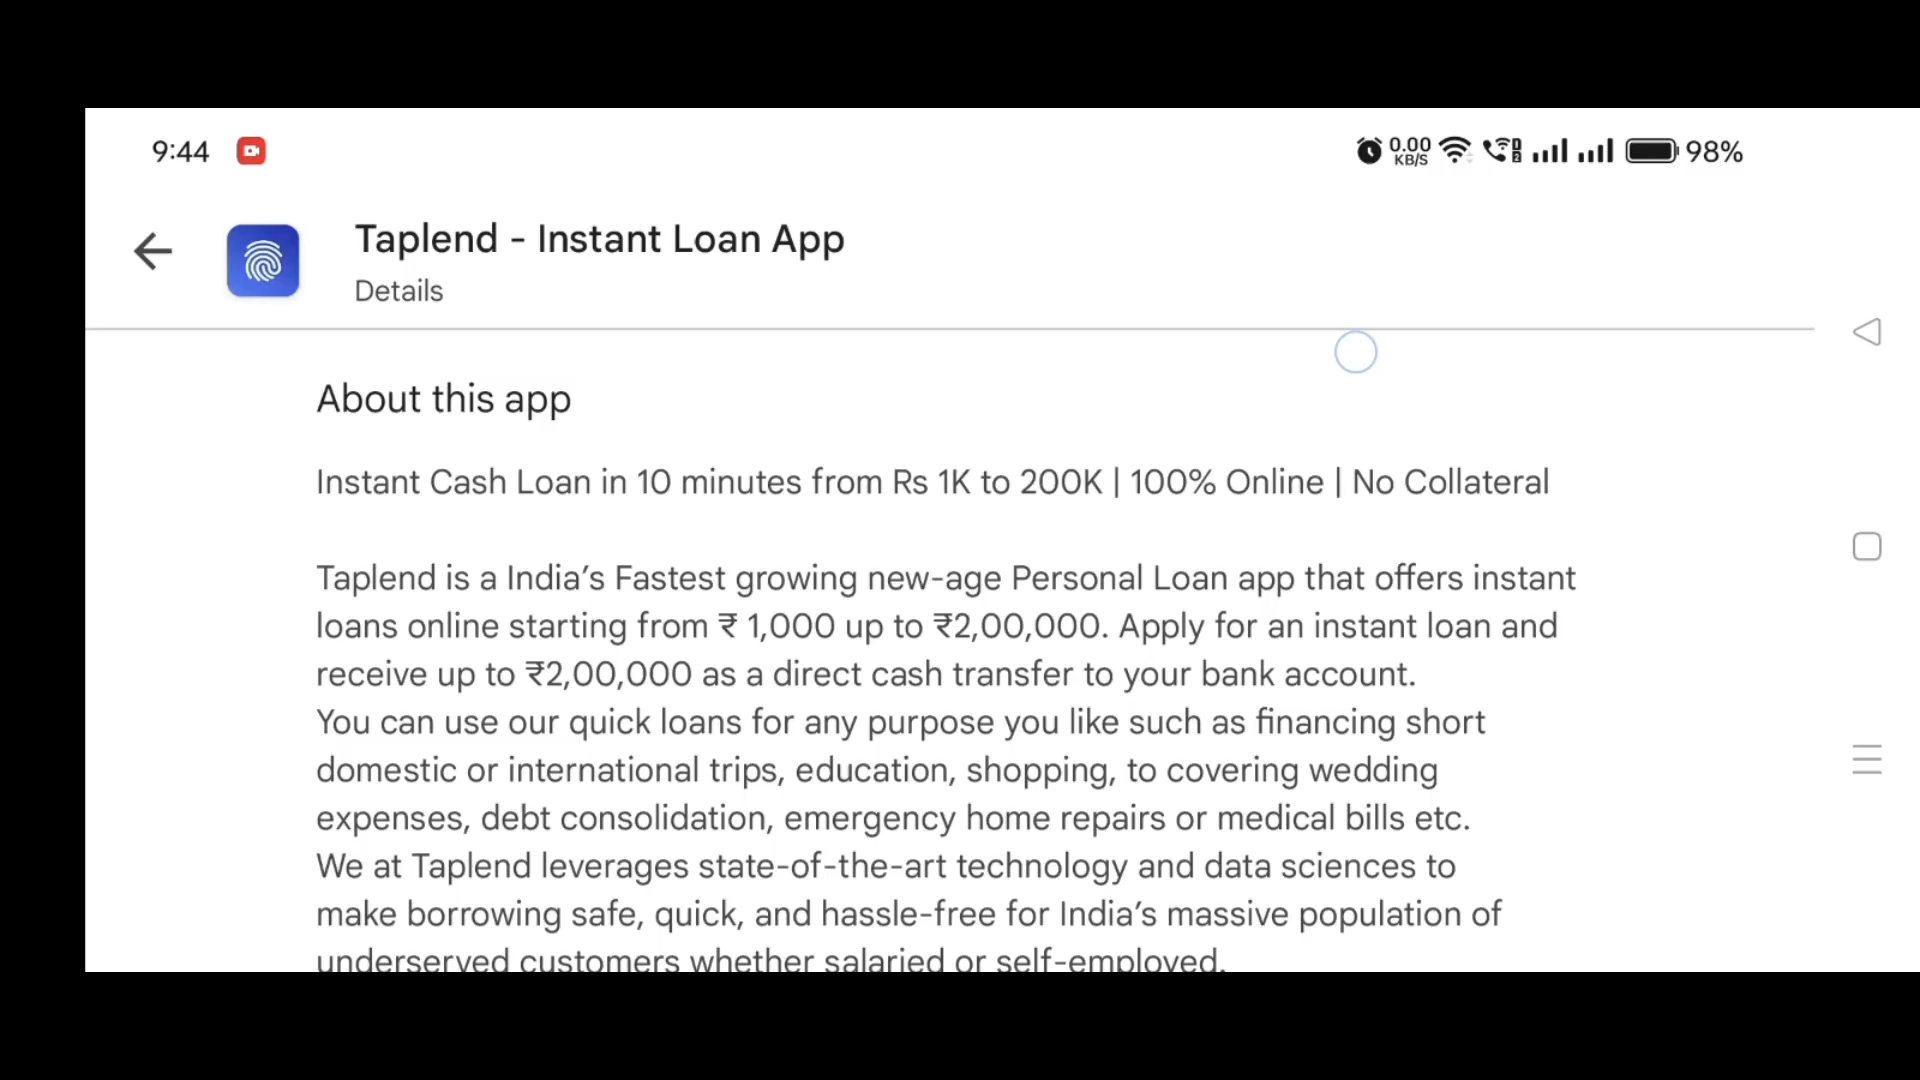 9:44
0.00 KB/S
98%
Taplend - Instant Loan App
Details
About this app
Instant Cash Loan in 10 minutes from Rs 1K to 200K | 100% Online | No Collateral
Taplend is a India’s Fastest growing new-age Personal Loan app that offers instant
loans online starting from ₹ 1,000 up to ₹2,00,000. Apply for an instant loan and
receive up to ₹2,00,000 as a direct cash transfer to your bank account.
You can use our quick loans for any purpose you like such as financing short
domestic or international trips, education, shopping, to covering wedding
expenses, debt consolidation, emergency home repairs or medical bills etc.
We at Taplend leverages state-of-the-art technology and data sciences to
make borrowing safe, quick, and hassle-free for India’s massive population of
underserved customers whether salaried or self-employed.